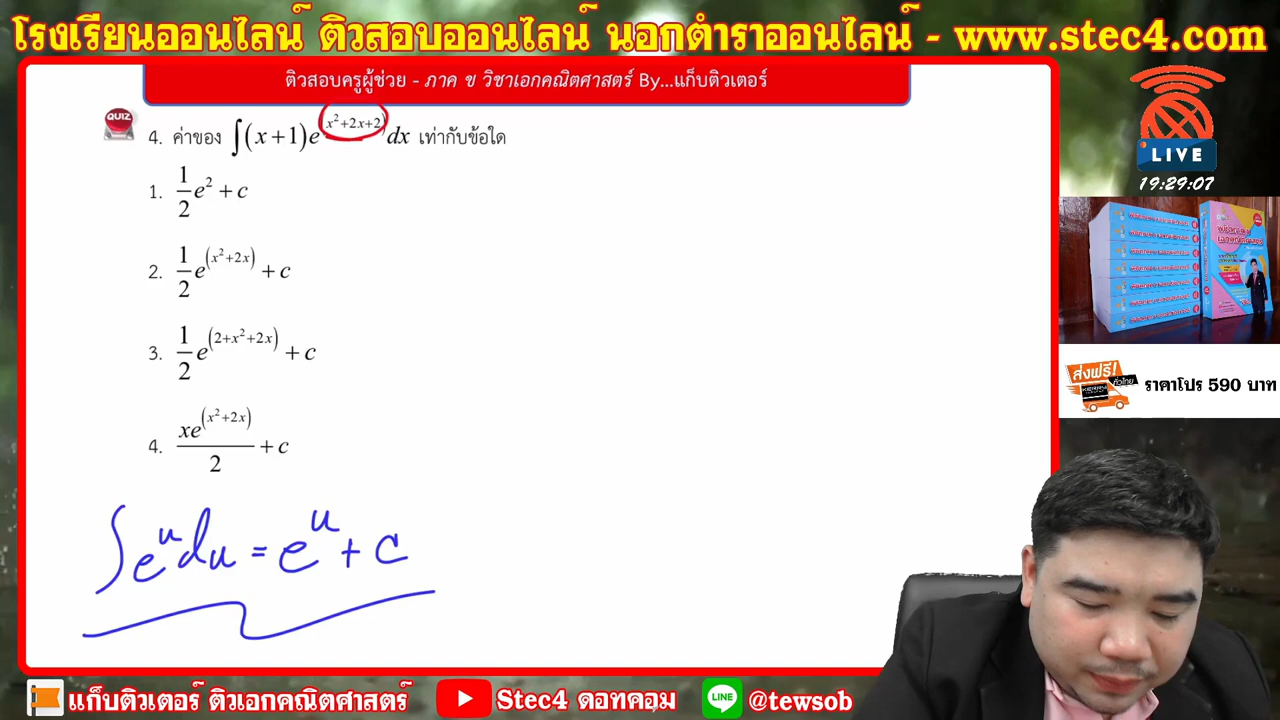 โรงเรียนออนไลน์ ติวสอบออนไลน์ นอกตำราออนไลน์ - www.stec4.com
ติวสอบครูผู้ช่วย - ภาค ข วิชาเอกคณิตศาสตร์ By...แก็บติวเตอร์
QUIZ
4. ค่าของ ∫(x+1)e^(x²+2x+2) dx เท่ากับข้อใด
1. 1/2 e² + c
2. 1/2 e^(x²+2x) + c
3. 1/2 e^(2+x²+2x) + c
4. xe^(x²+2x)/2 + c
∫e^u du = e^u + c
LIVE
19:29:07
ส่งฟรี!
ทั่วไทย
ราคาโปร 590 บาท
แก็บติวเตอร์ ติวเอกคณิตศาสตร์
Stec4 ดอทคอม
LINE
@tewsob